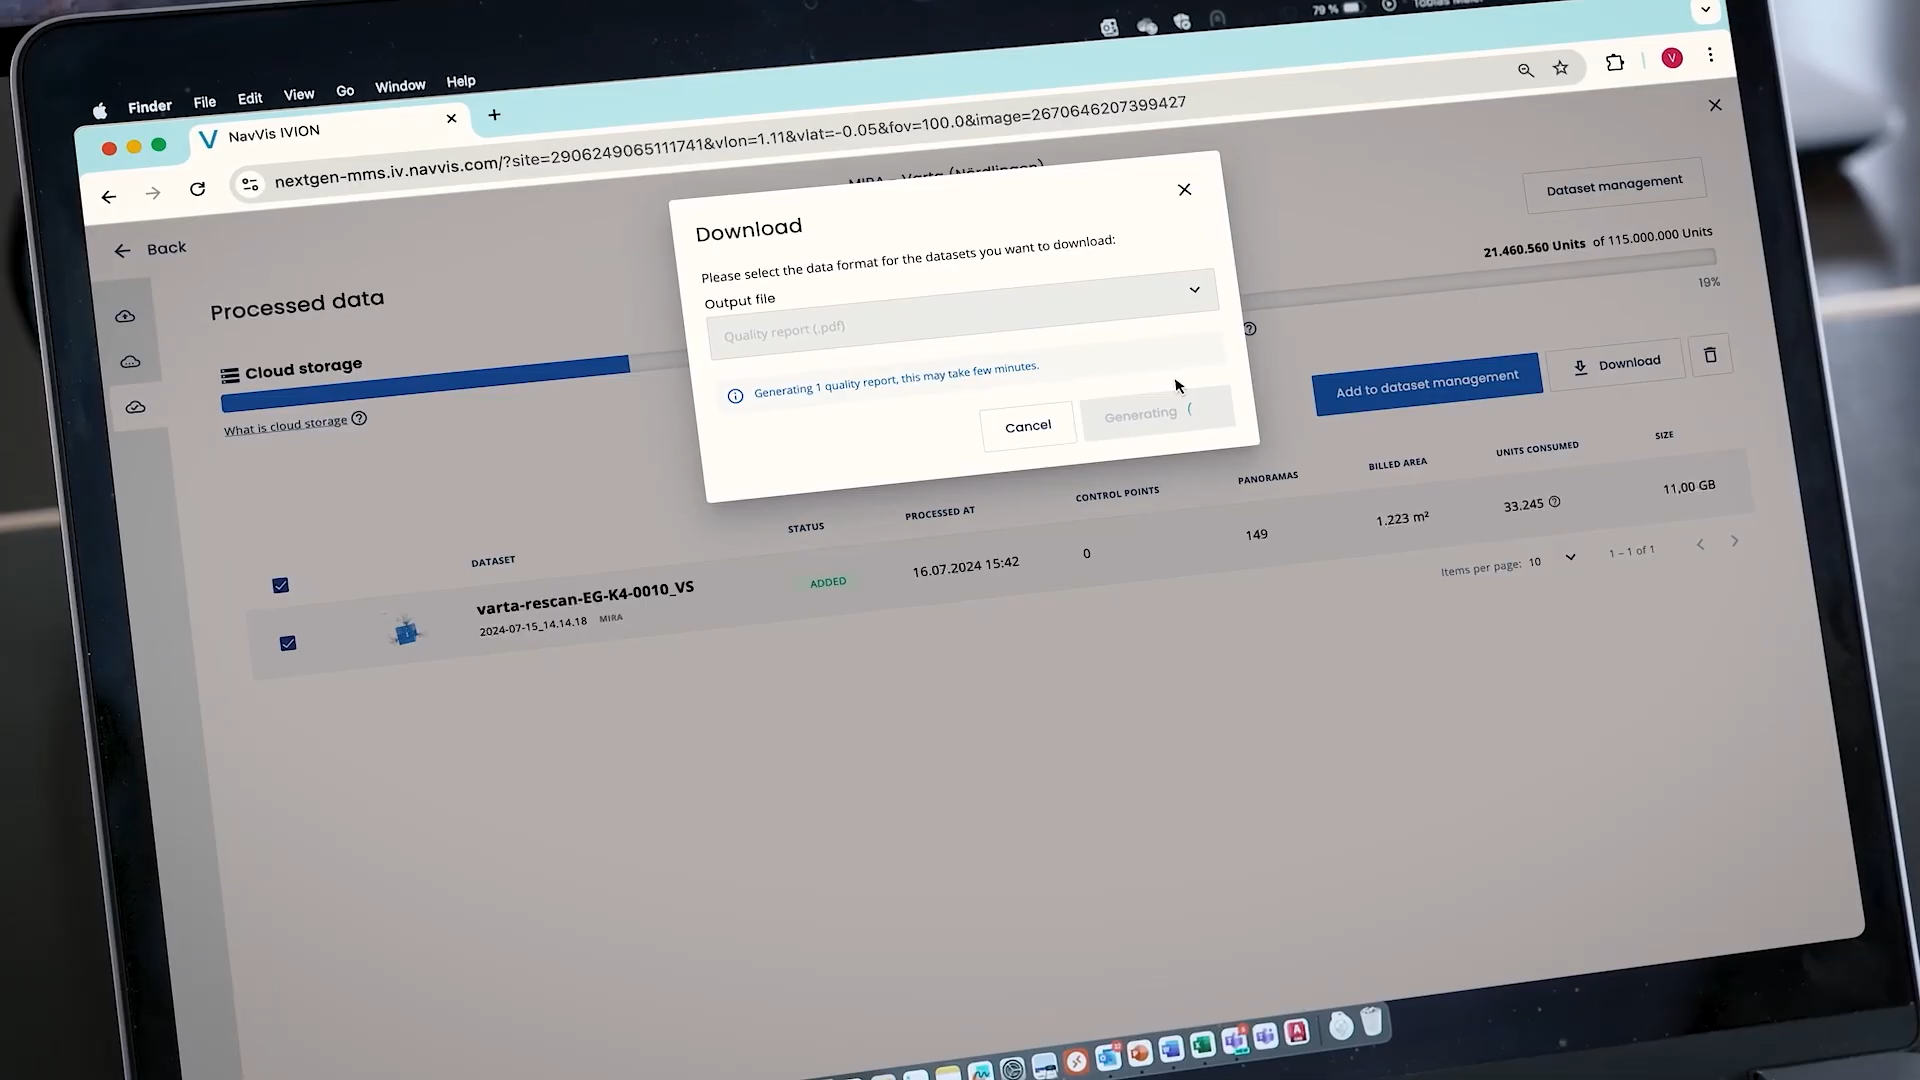 79 %
Finder File Edit View Go Window Help
NavVis IVION
nextgen-mms.iv.navvis.com/?site=2906249065111741&vlon=1.11&vlat=-0.05&fov=100.0&image=2670646207399427
V
Back
Dataset management
21.460.560 Units of 115.000.000 Units
19%
Processed data
Cloud storage
What is cloud storage
Download
Please select the data format for the datasets you want to download:
Output file
Quality report (.pdf)
Generating 1 quality report, this may take few minutes.
Cancel
Generating
Add to dataset management
Download
DATASET STATUS PROCESSED AT CONTROL POINTS PANORAMAS BILLED AREA UNITS CONSUMED SIZE
varta-rescan-EG-K4-0010_VS ADDED 16.07.2024 15:42 0 149 1.223 m² 33.245 11,00 GB
2024-07-15_14.14.18 MIRA
Items per page: 10 1 – 1 of 1